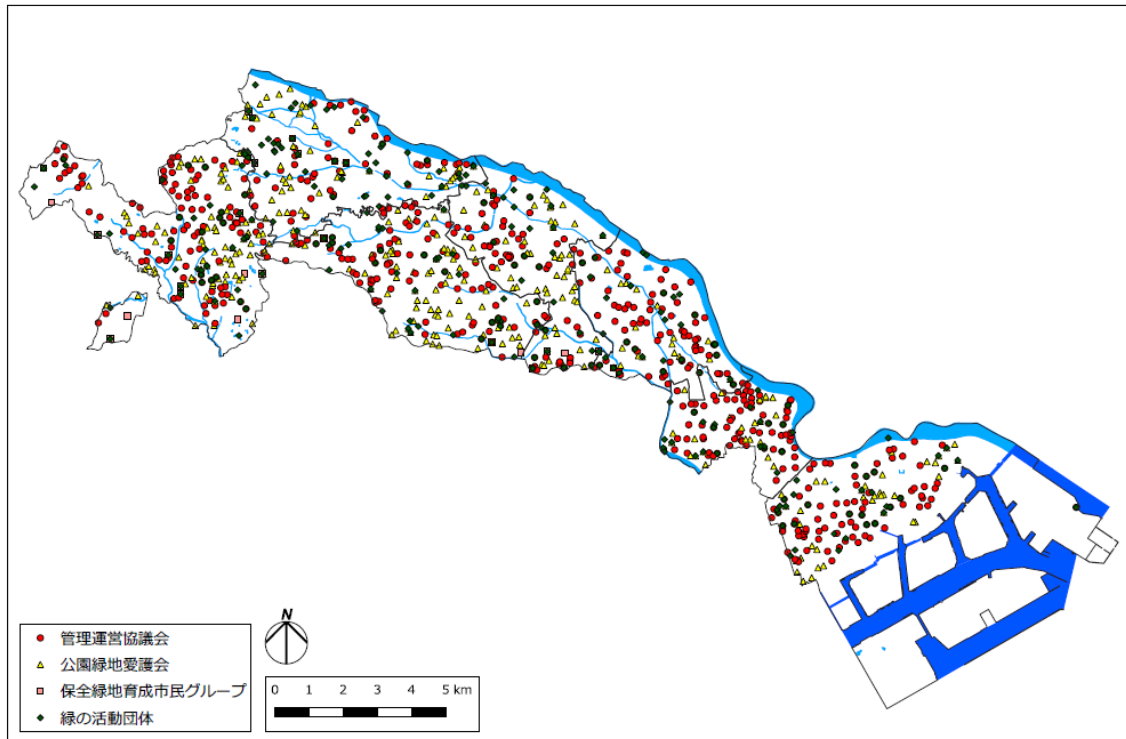 管理運営協議会
公園緑地愛護会
保全緑地育成市民グループ
緑の活動団体
N
0 1 2 3 4 5 km